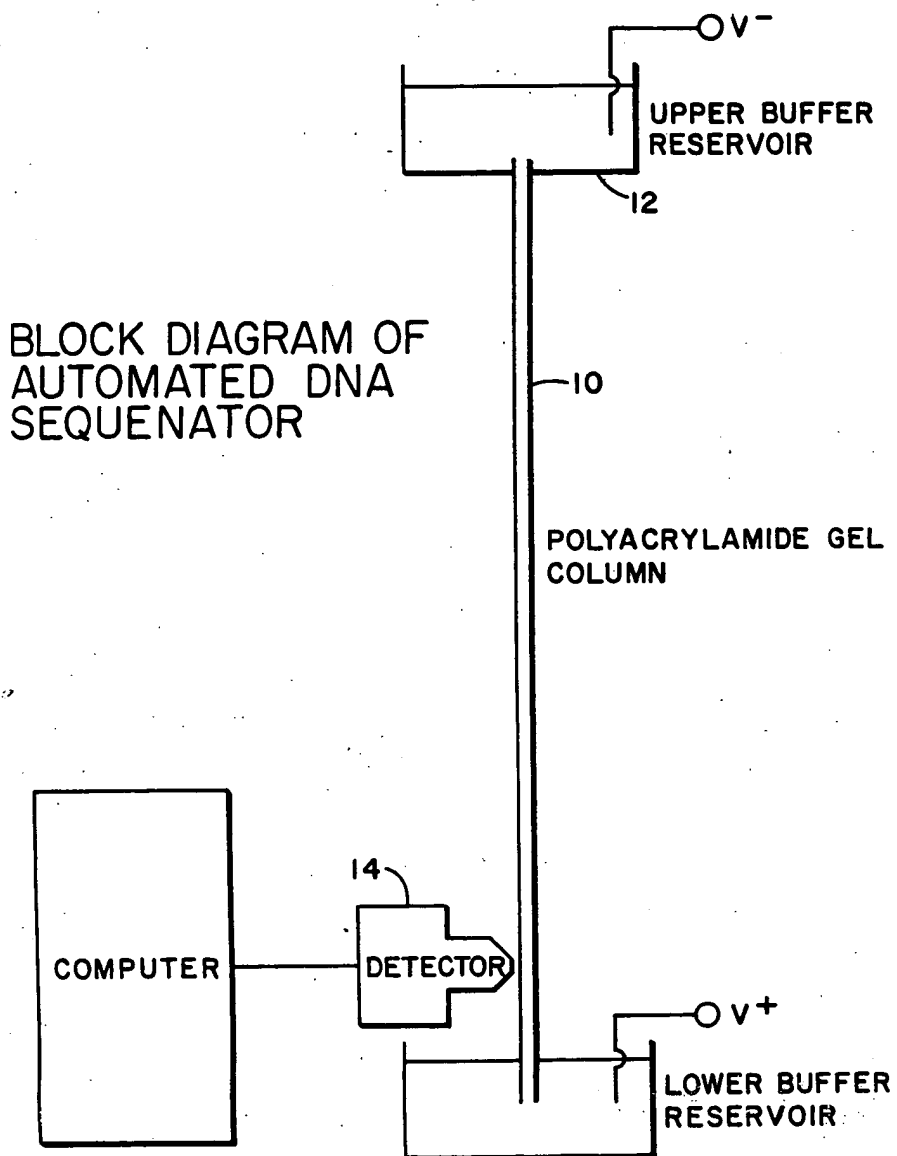 V-
UPPER BUFFER
RESERVOIR
12
BLOCK DIAGRAM OF
AUTOMATED DNA
SEQUENATOR
10
POLYACRYLAMIDE GEL
COLUMN
14
COMPUTER
DETECTOR
V+
LOWER BUFFER
RESERVOIR